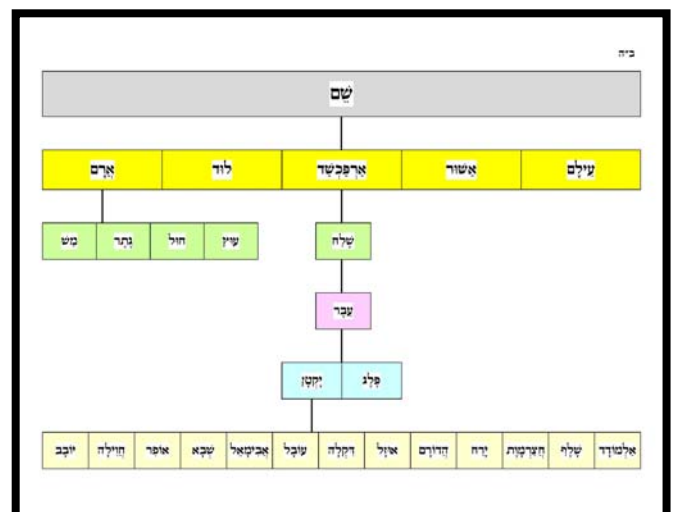 ב״ה
שֵׁם
עֵילָם אַשּׁוּר אַרְפַּכְשַׁד לוּד אֲרָם
שָׁלַח עוּץ חוּל גֶתֶר מַשׁ
עֵבֶר
פֶּלֶג יָקְטָן
אַלְמוֹדָד שָׁלֶף חֲצַרְמָוֶת יָרַח הֲדוֹרָם אוּזָל דִּקְלָה עוֹבָל אֲבִימָאֵל שְׁבָא אוֹפִר חֲוִילָה יוֹבָב